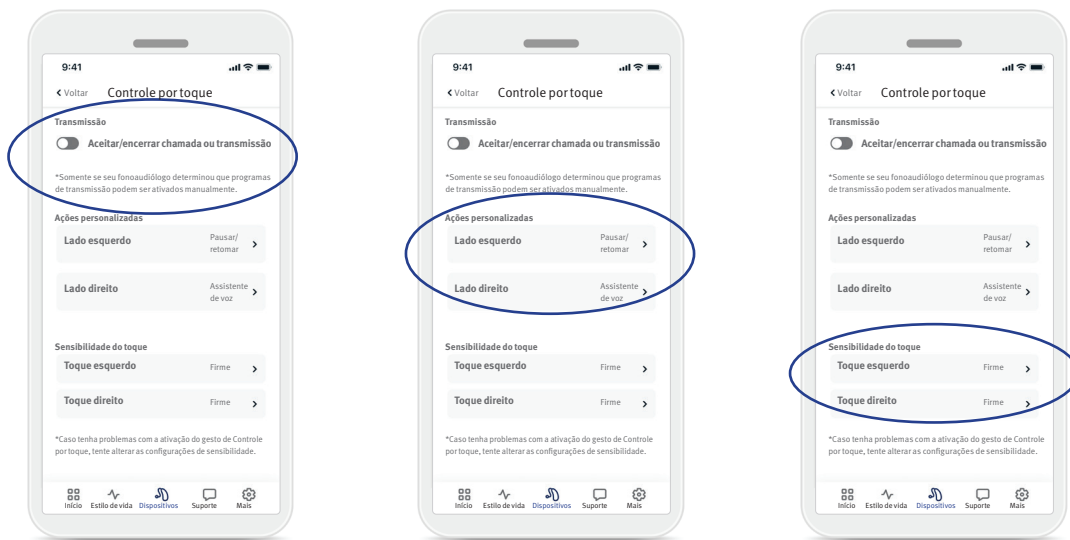 9:41
Voltar Controle por toque
Transmissão
Aceitar/encerrar chamada ou transmissão
*Somente se seu fonoaudiólogo determinou que programas
de transmissão podem ser ativados manualmente.
Ações personalizadas
Lado esquerdo Pausar/
retomar
Lado direito Assistente
de voz
Sensibilidade do toque
Toque esquerdo Firme
Toque direito Firme
*Caso tenha problemas com a ativação do gesto de Controle
por toque, tente alterar as configurações de sensibilidade.
Início Estilo de vida Dispositivos Suporte Mais
9:41
Voltar Controle por toque
Transmissão
Aceitar/encerrar chamada ou transmissão
*Somente se seu fonoaudiólogo determinou que programas
de transmissão podem ser ativados manualmente.
Ações personalizadas
Lado esquerdo Pausar/
retomar
Lado direito Assistente
de voz
Sensibilidade do toque
Toque esquerdo Firme
Toque direito Firme
*Caso tenha problemas com a ativação do gesto de Controle
por toque, tente alterar as configurações de sensibilidade.
Início Estilo de vida Dispositivos Suporte Mais
9:41
Voltar Controle por toque
Transmissão
Aceitar/encerrar chamada ou transmissão
*Somente se seu fonoaudiólogo determinou que programas
de transmissão podem ser ativados manualmente.
Ações personalizadas
Lado esquerdo Pausar/
retomar
Lado direito Assistente
de voz
Sensibilidade do toque
Toque esquerdo Firme
Toque direito Firme
*Caso tenha problemas com a ativação do gesto de Controle
por toque, tente alterar as configurações de sensibilidade.
Início Estilo de vida Dispositivos Suporte Mais